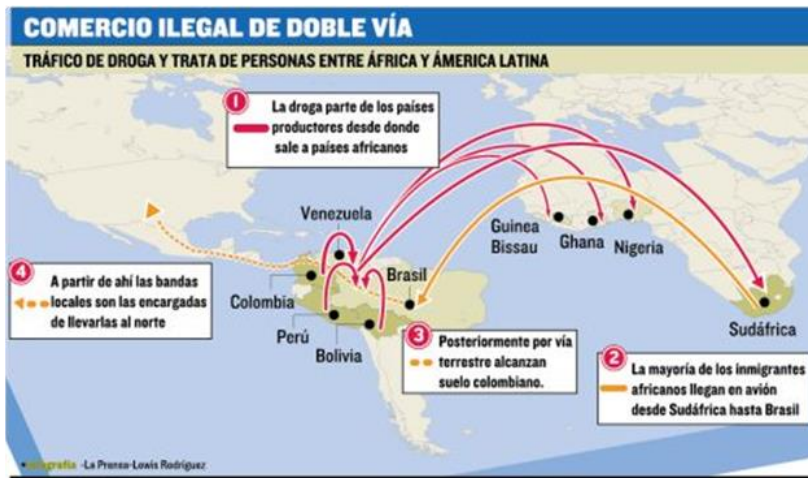 COMERCIO ILEGAL DE DOBLE VÍA
TRÁFICO DE DROGA Y TRATA DE PERSONAS ENTRE ÁFRICA Y ÁMERICA LATINA
1
La droga parte de los países
productores desde donde
sale a países africanos
Venezuela
Guinea
Bissau
Ghana
Nigeria
4
A partir de ahí las bandas
locales son las encargadas
de llevarlas al norte
Colombia
Perú
Bolivia
Brasil
Sudáfrica
3
Posteriormente por vía
terrestre alcanzan
suelo colombiano.
2
La mayoría de los inmigrantes
africanos llegan en avión
desde Sudáfrica hasta Brasil
Infografía -La Prensa-Lowis Rodríguez